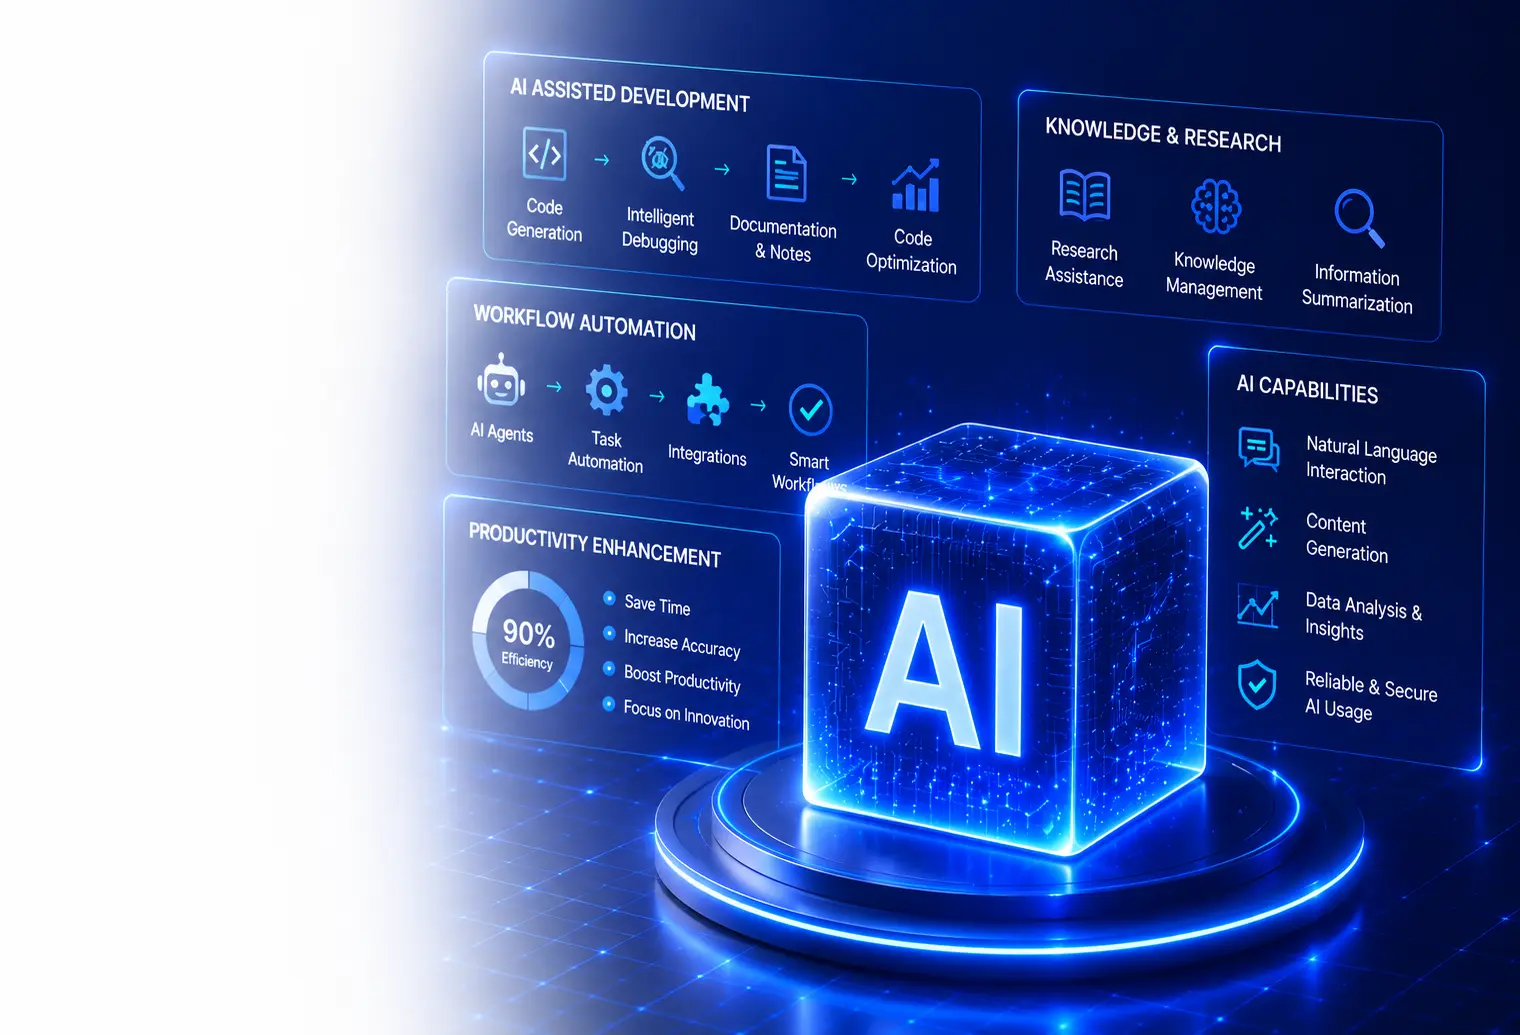 AI ASSISTED DEVELOPMENT
Code
Generation
Intelligent
Debugging
Documentation
& Notes
Code
Optimization
KNOWLEDGE & RESEARCH
Research
Assistance
Knowledge
Management
Information
Summarization
WORKFLOW AUTOMATION
AI Agents
Task
Automation
Integrations
Smart
Workflows
PRODUCTIVITY ENHANCEMENT
90%
Efficiency
Save Time
Increase Accuracy
Boost Productivity
Focus on Innovation
AI
AI CAPABILITIES
Natural Language
Interaction
Content
Generation
Data Analysis &
Insights
Reliable & Secure
AI Usage